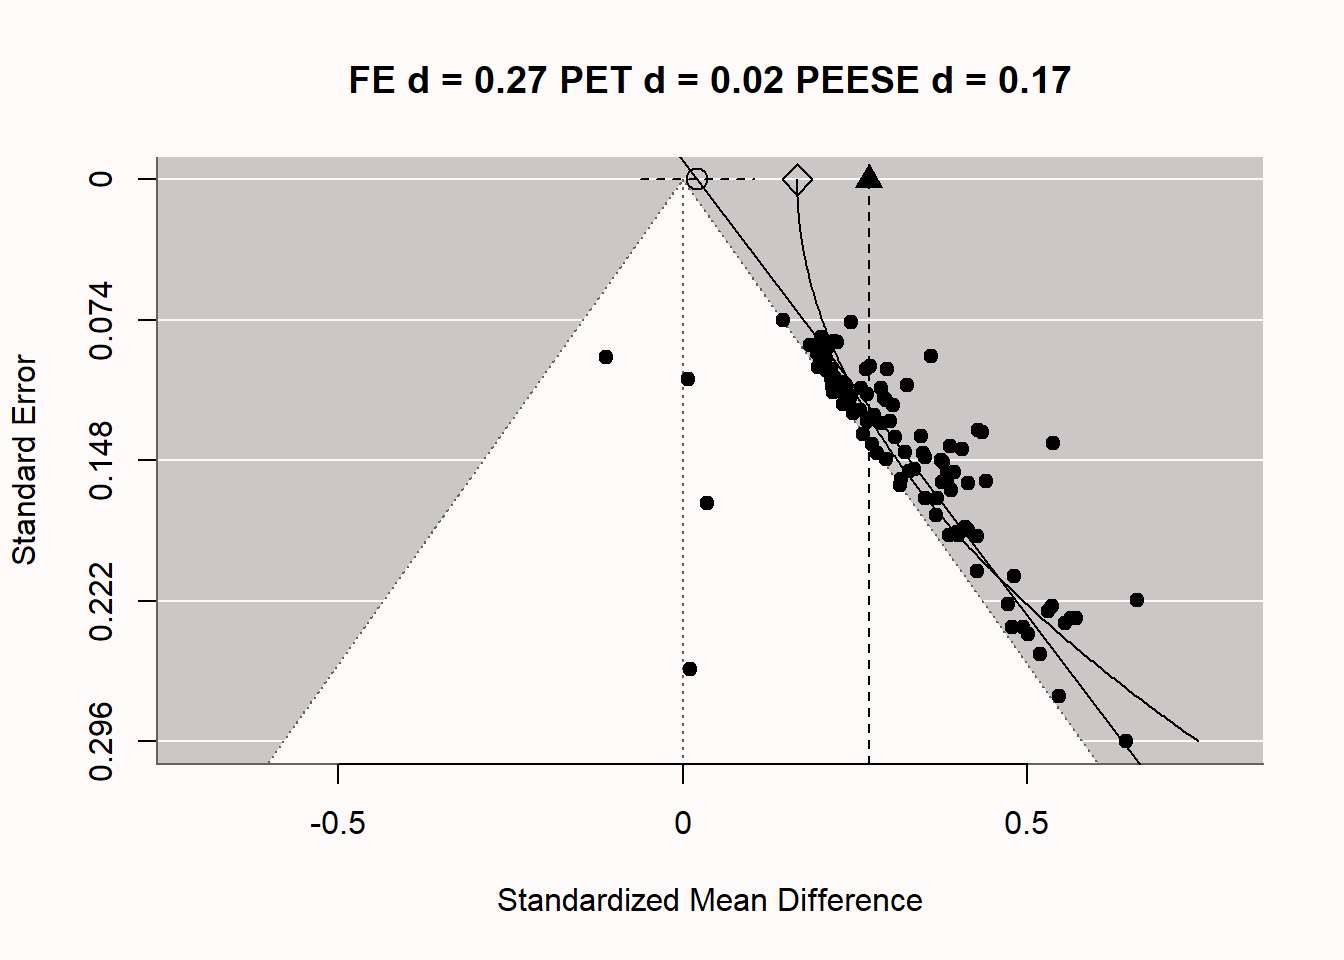 FE d = 0.27 PET d = 0.02 PEESE d = 0.17
0
0.074
0.148
0.222
0.296
Standard Error
-0.5
0
0.5
Standardized Mean Difference